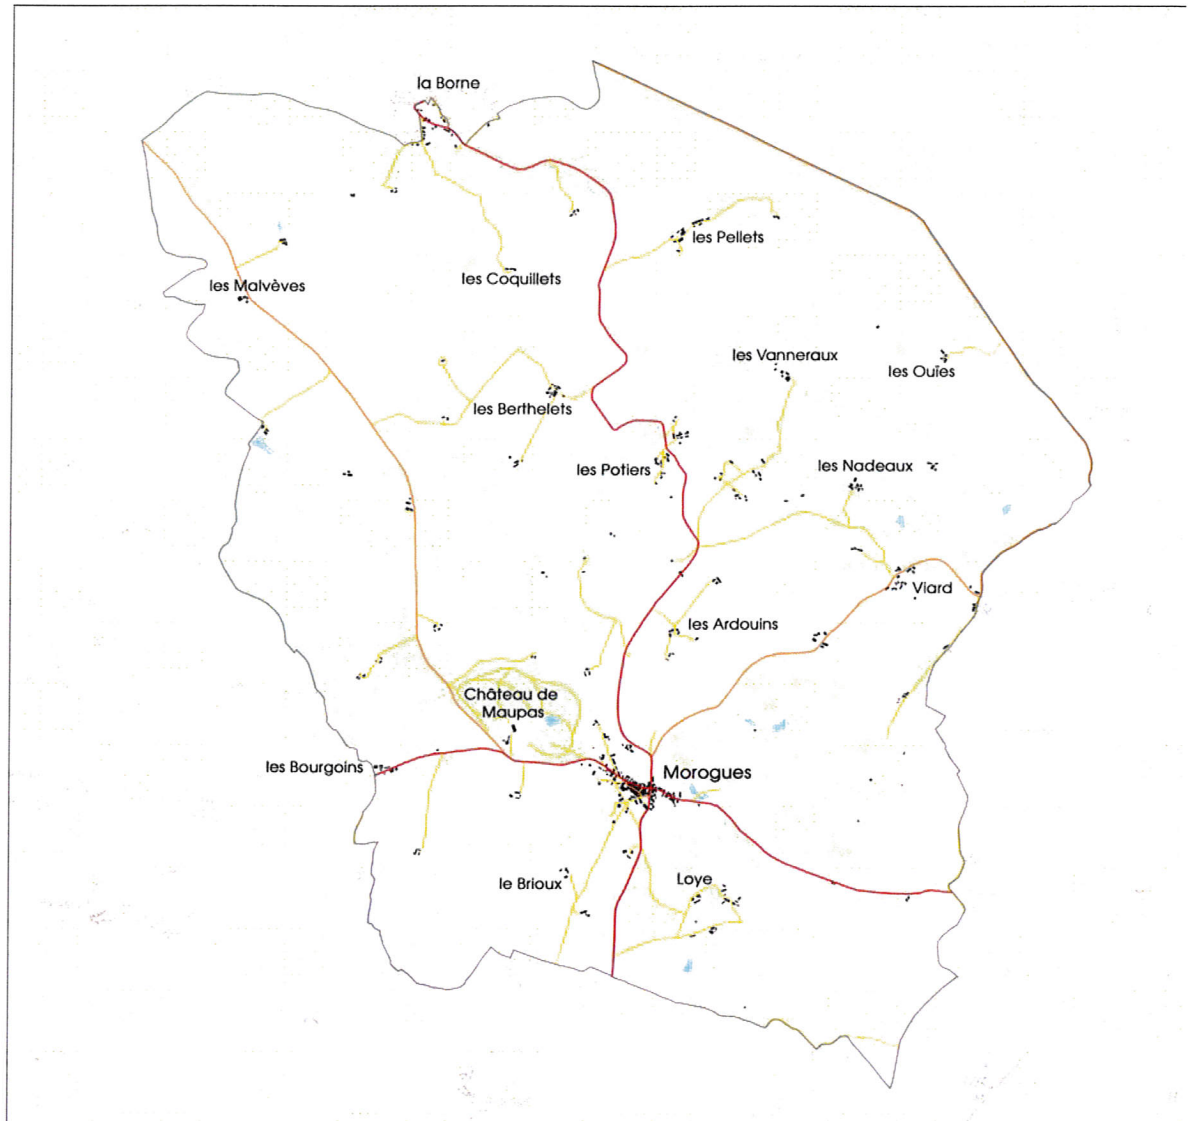 la Borne
les Pellets
les Coquillets
les Malvèves
les Vanneraux
les Ouïes
les Berthelets
les Potiers
les Nadeaux
Viard
les Ardouins
Château de
Maupas
les Bourgoins
Morogues
le Brioux
Loye